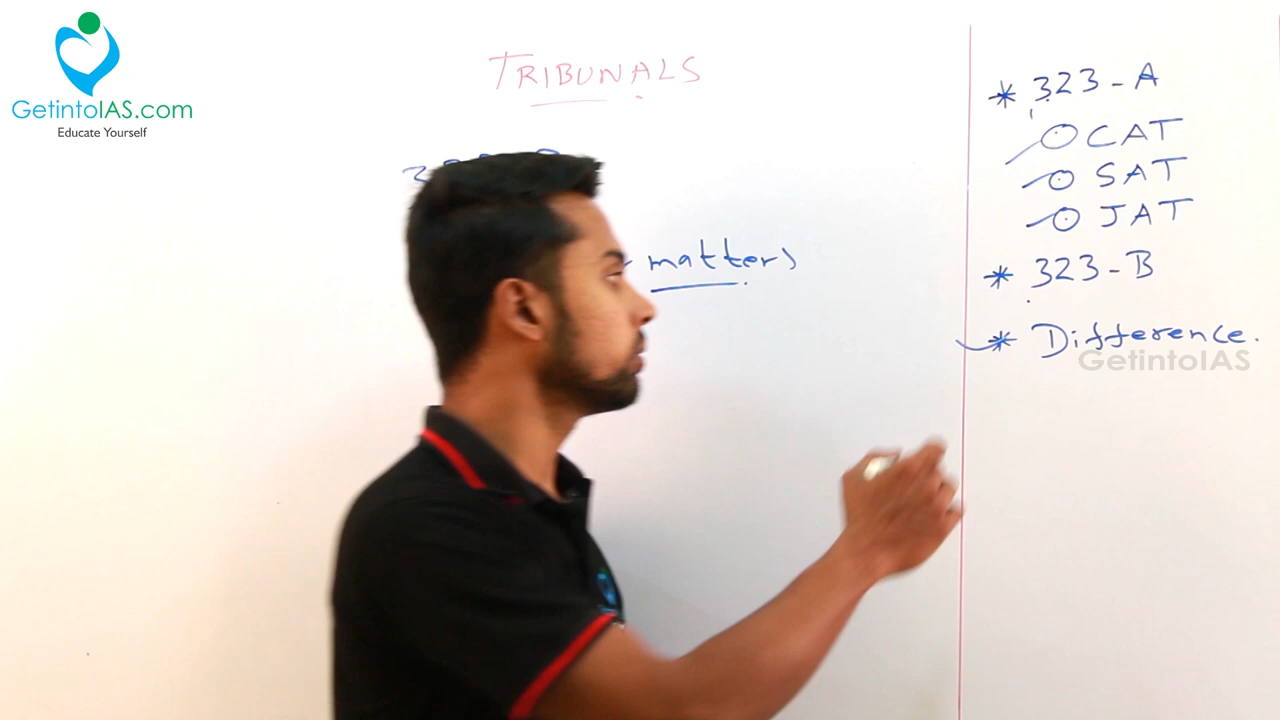 GetintoIAS.com
Educate Yourself
TRIBUNALS
matters
* 323-A
CAT
SAT
JAT
* 323-B
* Difference.
GetintoIAS